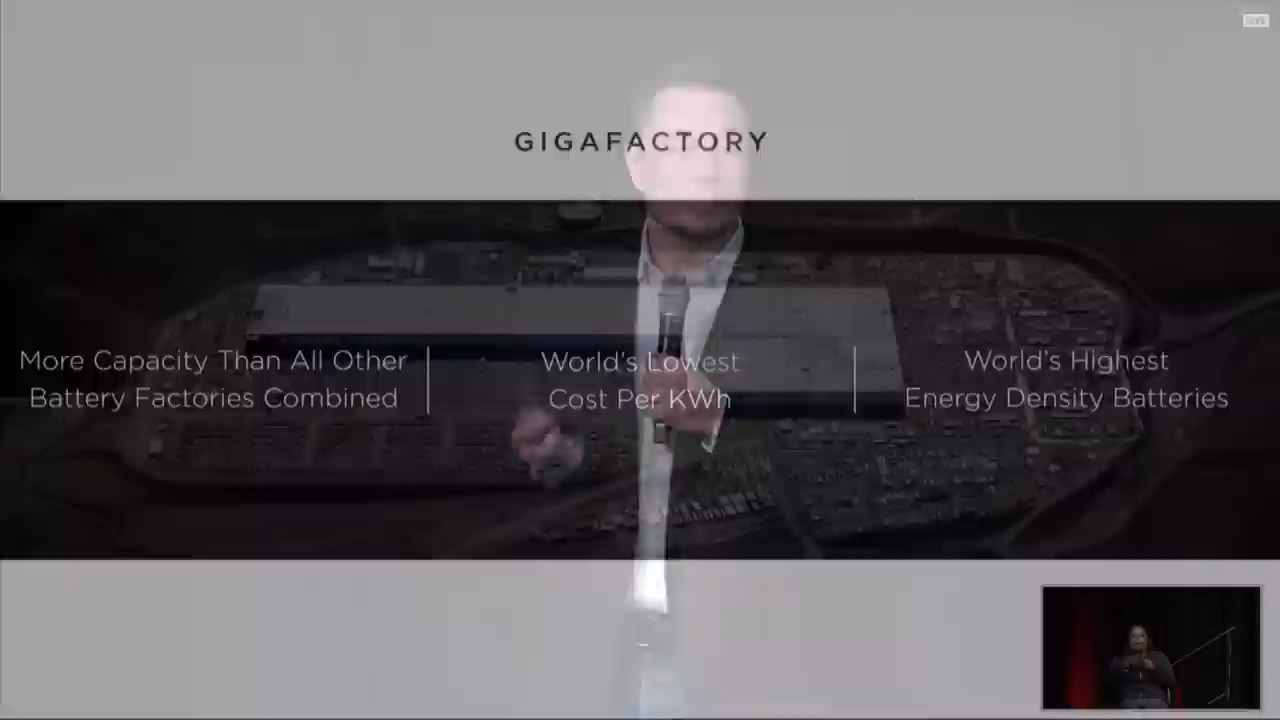 GIGAFACTORY
More Capacity Than All Other
Battery Factories Combined
World's Lowest
Cost Per KWh
World's Highest
Energy Density Batteries